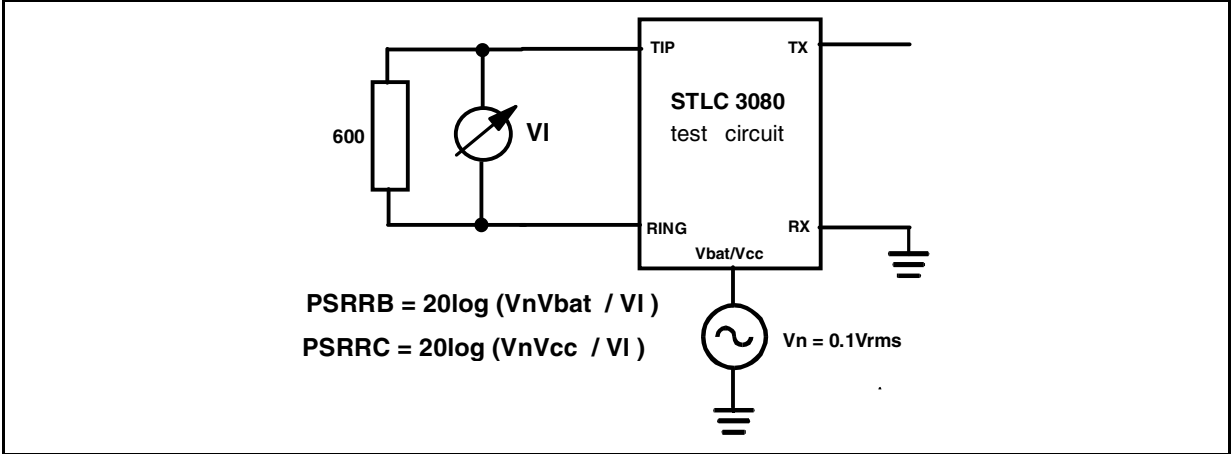 TIP
TX
STLC 3080
test circuit
600
VI
RING
RX
Vbat/Vcc
PSRRB = 20log (VnVbat / VI )
PSRRC = 20log (VnVcc / VI )
Vn = 0.1Vrms